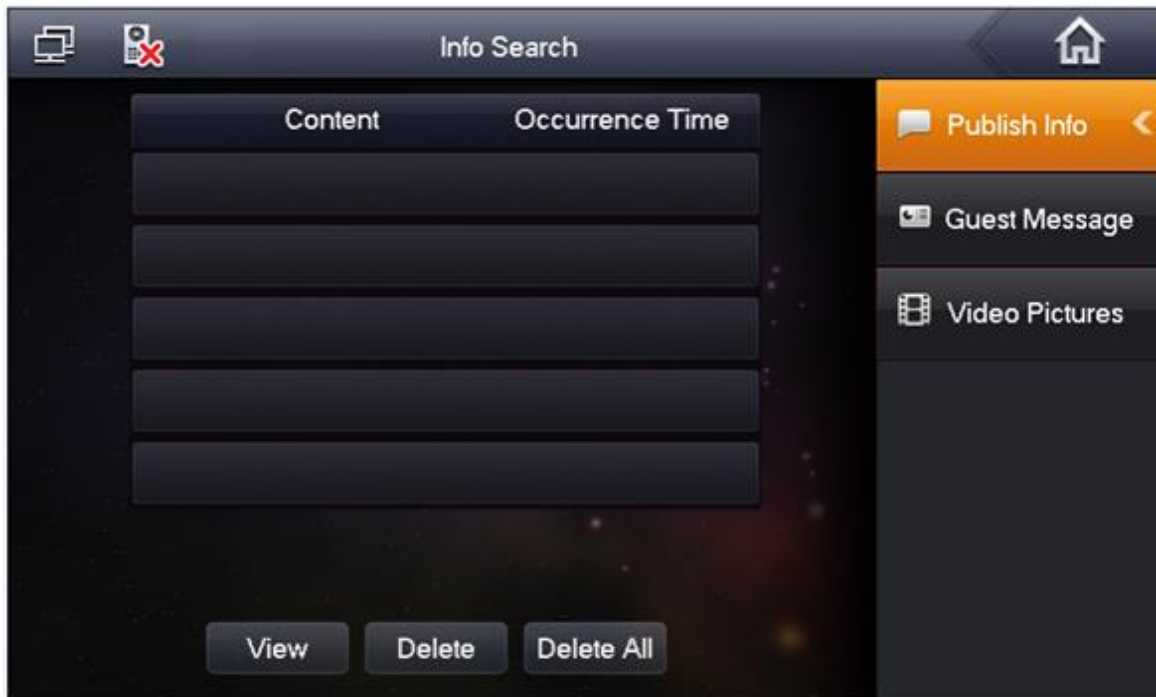 Info Search
Content Occurrence Time
Publish Info
Guest Message
Video Pictures
View Delete Delete All